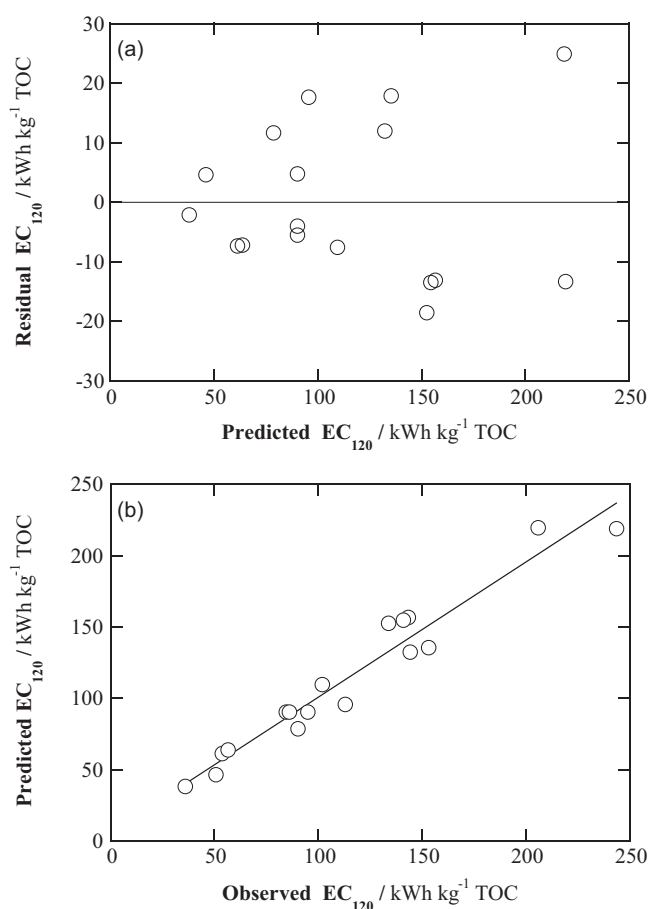 (a)
30
20
10
0
-10
-20
-30
Residual EC₁₂₀ / kWh kg⁻¹ TOC
0 50 100 150 200 250
Predicted EC₁₂₀ / kWh kg⁻¹ TOC
(b)
250
200
150
100
50
0
Predicted EC₁₂₀ / kWh kg⁻¹ TOC
0 50 100 150 200 250
Observed EC₁₂₀ / kWh kg⁻¹ TOC